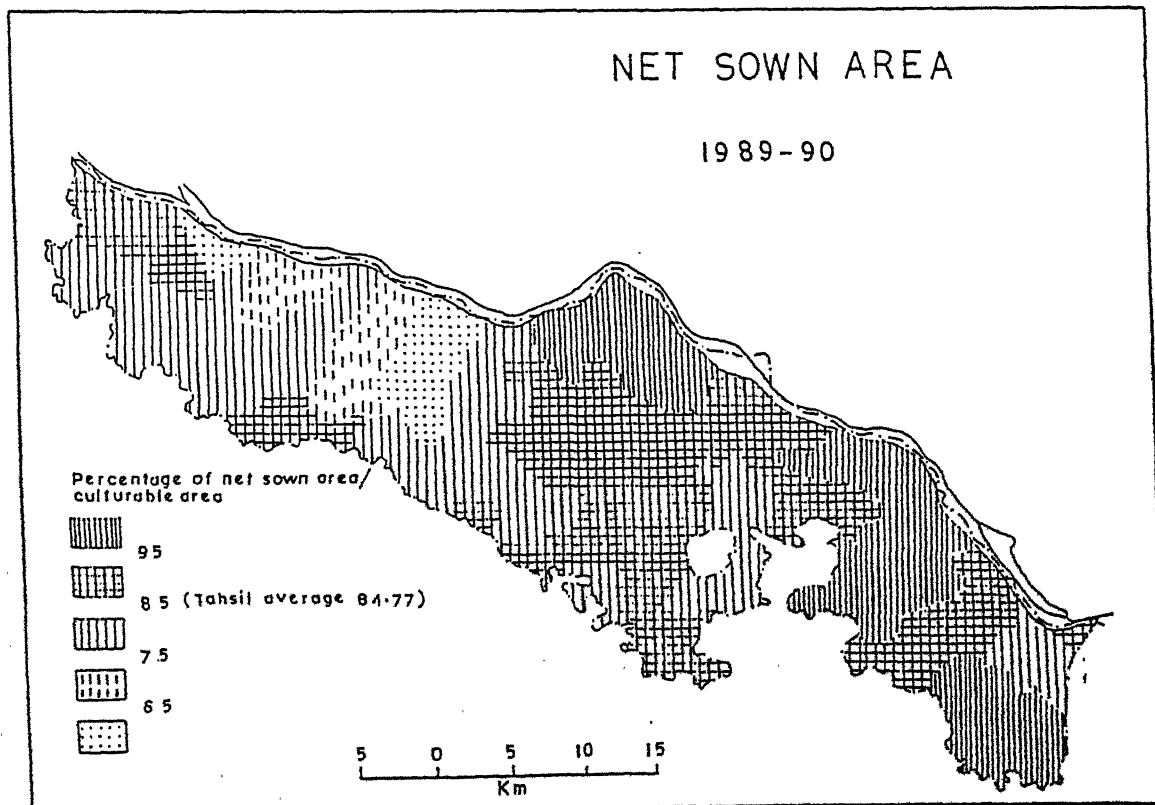 NET SOWN AREA
1989-90
Percentage of net sown area/
culturable area
95
85 (Tahsil average 84.77)
75
65
5 0 5 10 15
Km